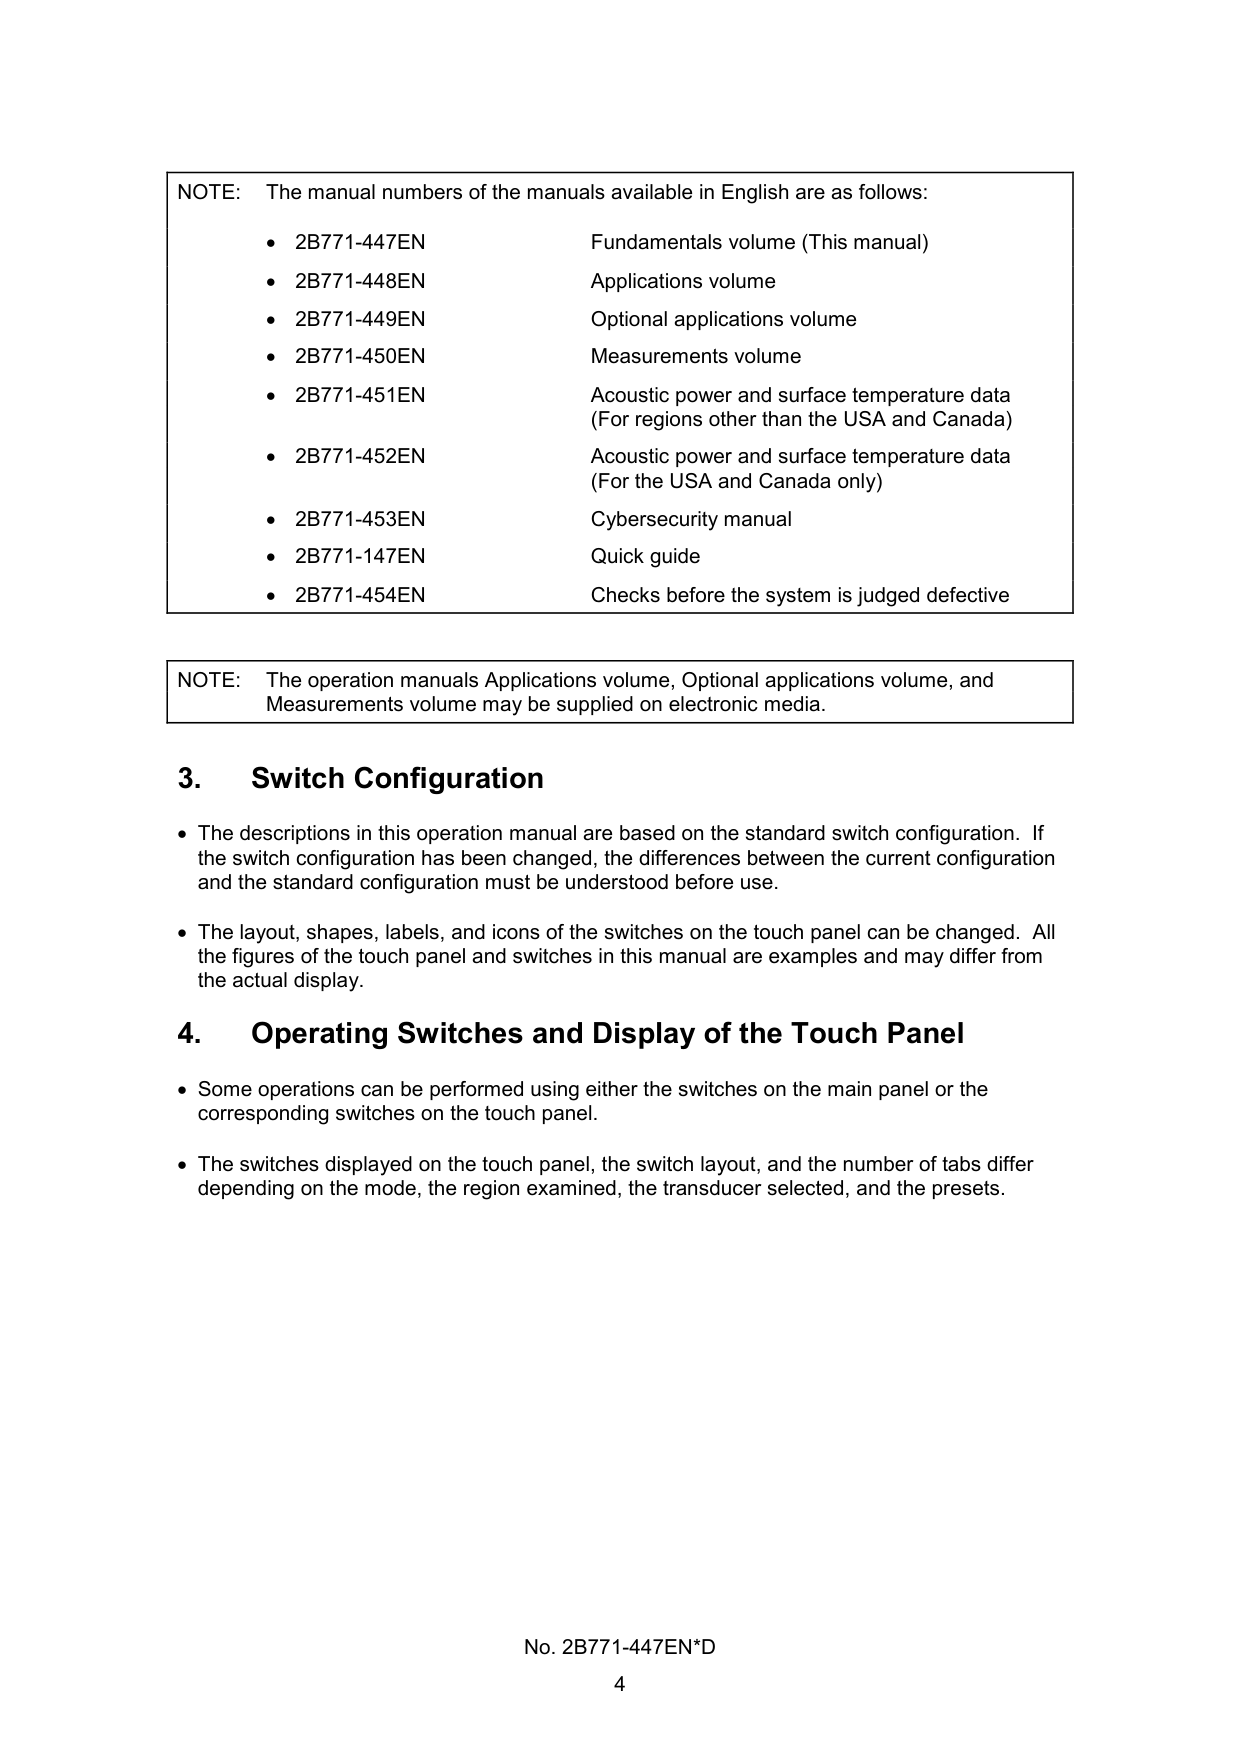 NOTE: The manual numbers of the manuals available in English are as follows:
• 2B771-447EN Fundamentals volume (This manual)
• 2B771-448EN Applications volume
• 2B771-449EN Optional applications volume
• 2B771-450EN Measurements volume
• 2B771-451EN Acoustic power and surface temperature data
(For regions other than the USA and Canada)
• 2B771-452EN Acoustic power and surface temperature data
(For the USA and Canada only)
• 2B771-453EN Cybersecurity manual
• 2B771-147EN Quick guide
• 2B771-454EN Checks before the system is judged defective
NOTE: The operation manuals Applications volume, Optional applications volume, and
Measurements volume may be supplied on electronic media.
3. Switch Configuration
• The descriptions in this operation manual are based on the standard switch configuration. If
the switch configuration has been changed, the differences between the current configuration
and the standard configuration must be understood before use.
• The layout, shapes, labels, and icons of the switches on the touch panel can be changed. All
the figures of the touch panel and switches in this manual are examples and may differ from
the actual display.
4. Operating Switches and Display of the Touch Panel
• Some operations can be performed using either the switches on the main panel or the
corresponding switches on the touch panel.
• The switches displayed on the touch panel, the switch layout, and the number of tabs differ
depending on the mode, the region examined, the transducer selected, and the presets.
No. 2B771-447EN*D
4